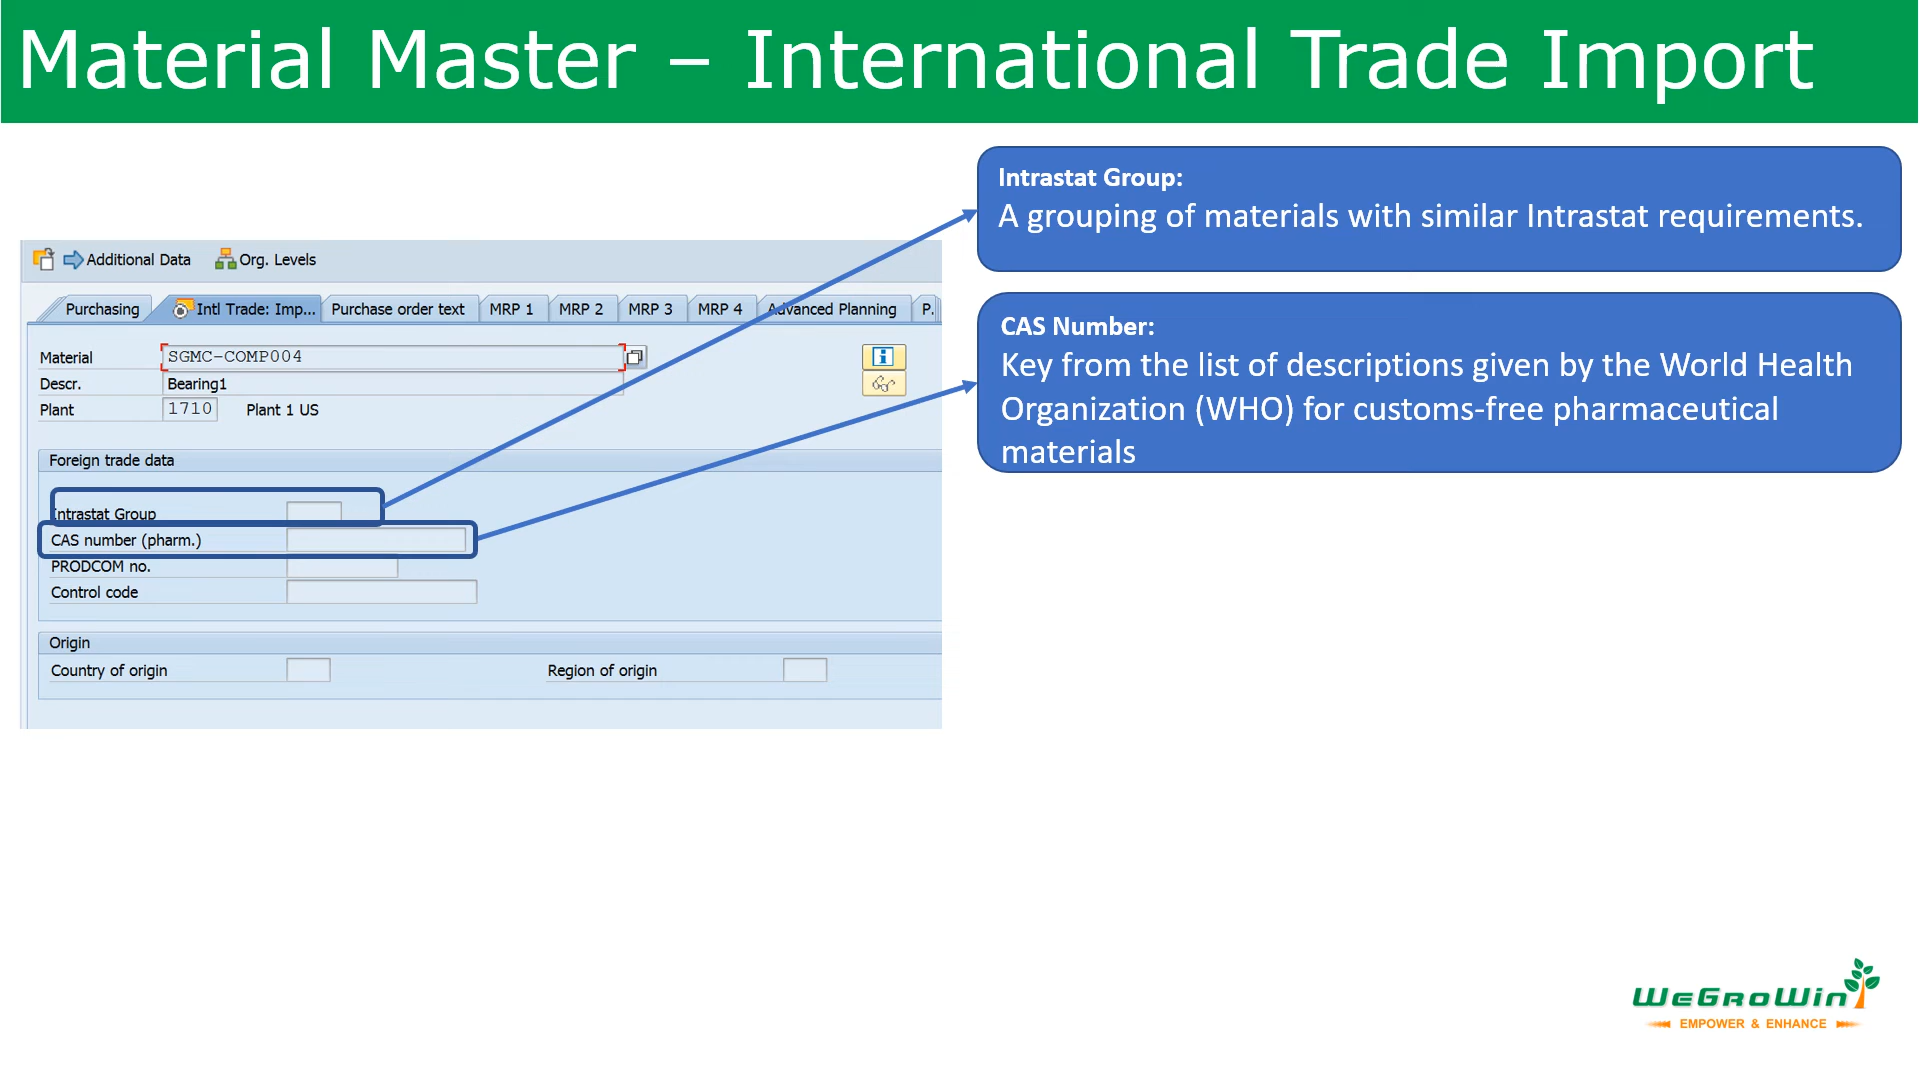 Material Master – International Trade Import
Intrastat Group:
A grouping of materials with similar Intrastat requirements.
CAS Number:
Key from the list of descriptions given by the World Health
Organization (WHO) for customs-free pharmaceutical
materials
Additional Data Org. Levels
Purchasing Intl Trade: Imp... Purchase order text MRP 1 MRP 2 MRP 3 MRP 4 Advanced Planning P.
Material SGMC-COMP004
Descr. Bearing1
Plant 1710 Plant 1 US
Foreign trade data
Intrastat Group
CAS number (pharm.)
PRODCOM no.
Control code
Origin
Country of origin Region of origin
WeGroWin
EMPOWER & ENHANCE